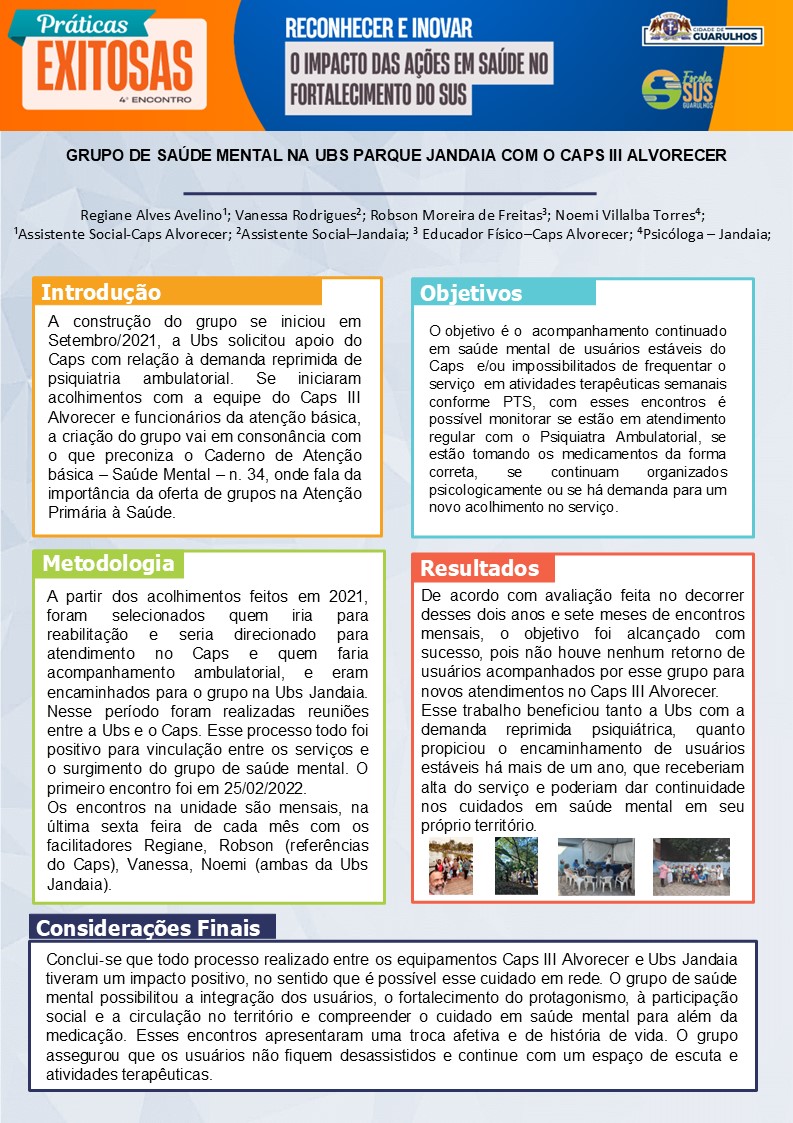 Práticas
EXITOSAS
4º ENCONTRO
RECONHECER E INOVAR
O IMPACTO DAS AÇÕES EM SAÚDE NO
FORTALECIMENTO DO SUS
CIDADE DE
GUARULHOS
Escola
SUS
GUARULHOS
GRUPO DE SAÚDE MENTAL NA UBS PARQUE JANDAIA COM O CAPS III ALVORECER
Regiane Alves Avelino¹; Vanessa Rodrigues²; Robson Moreira de Freitas³; Noemi Villalba Torres⁴;
¹Assistente Social-Caps Alvorecer; ²Assistente Social–Jandaia; ³ Educador Físico–Caps Alvorecer; ⁴Psicóloga – Jandaia;
Introdução
A construção do grupo se iniciou em
Setembro/2021, a Ubs solicitou apoio do
Caps com relação à demanda reprimida de
psiquiatria ambulatorial. Se iniciaram
acolhimentos com a equipe do Caps III
Alvorecer e funcionários da atenção básica,
a criação do grupo vai em consonância com
o que preconiza o Caderno de Atenção
básica – Saúde Mental – n. 34, onde fala da
importância da oferta de grupos na Atenção
Primária à Saúde.
Objetivos
O objetivo é o acompanhamento continuado
em saúde mental de usuários estáveis do
Caps e/ou impossibilitados de frequentar o
serviço em atividades terapêuticas semanais
conforme PTS, com esses encontros é
possível monitorar se estão em atendimento
regular com o Psiquiatra Ambulatorial, se
estão tomando os medicamentos da forma
correta, se continuam organizados
psicologicamente ou se há demanda para um
novo acolhimento no serviço.
Metodologia
A partir dos acolhimentos feitos em 2021,
foram selecionados quem iria para
reabilitação e seria direcionado para
atendimento no Caps e quem faria
acompanhamento ambulatorial, e eram
encaminhados para o grupo na Ubs Jandaia.
Nesse período foram realizadas reuniões
entre a Ubs e o Caps. Esse processo todo foi
positivo para vinculação entre os serviços e
o surgimento do grupo de saúde mental. O
primeiro encontro foi em 25/02/2022.
Os encontros na unidade são mensais, na
última sexta feira de cada mês com os
facilitadores Regiane, Robson (referências
do Caps), Vanessa, Noemi (ambas da Ubs
Jandaia).
Resultados
De acordo com avaliação feita no decorrer
desses dois anos e sete meses de encontros
mensais, o objetivo foi alcançado com
sucesso, pois não houve nenhum retorno de
usuários acompanhados por esse grupo para
novos atendimentos no Caps III Alvorecer.
Esse trabalho beneficiou tanto a Ubs com a
demanda reprimida psiquiátrica, quanto
propiciou o encaminhamento de usuários
estáveis há mais de um ano, que receberiam
alta do serviço e poderiam dar continuidade
nos cuidados em saúde mental em seu
próprio território.
Considerações Finais
Conclui-se que todo processo realizado entre os equipamentos Caps III Alvorecer e Ubs Jandaia
tiveram um impacto positivo, no sentido que é possível esse cuidado em rede. O grupo de saúde
mental possibilitou a integração dos usuários, o fortalecimento do protagonismo, à participação
social e a circulação no território e compreender o cuidado em saúde mental para além da
medicação. Esses encontros apresentaram uma troca afetiva e de história de vida. O grupo
assegurou que os usuários não fiquem desassistidos e continue com um espaço de escuta e
atividades terapêuticas.